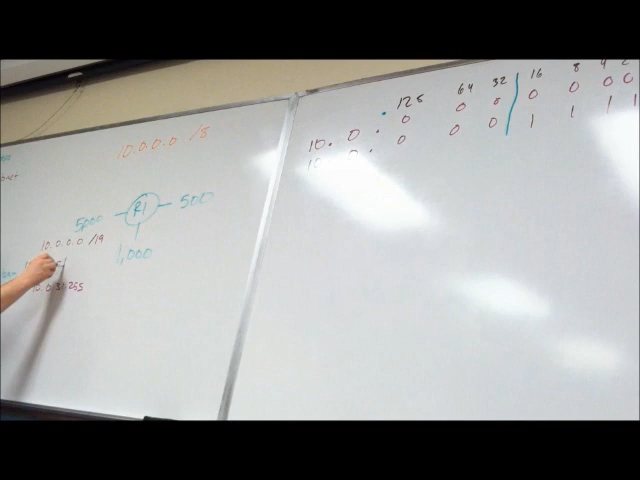 10.0.0.0 /5
5000 R1 500
1,000
10.0.0.0 /19
10.0.31.255
128 64 32 16 8 4 2
10. 0. 0 0 0 0 0 0 0
10. 0. 0 0 0 1 1 1 1